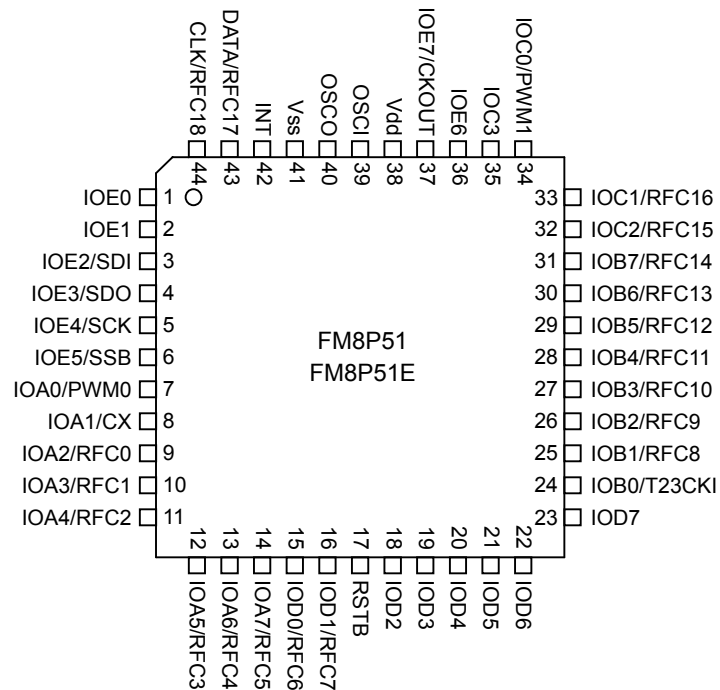 CLK/RFC18
DATA/RFC17
INT
Vss
OSCO
OSCI
Vdd
IOE7/CKOUT
IOE6
IOC3
IOC0/PWM1
44
43
42
41
40
39
38
37
36
35
34
IOE0 1
IOE1 2
IOE2/SDI 3
IOE3/SDO 4
IOE4/SCK 5
IOE5/SSB 6
IOA0/PWM0 7
IOA1/CX 8
IOA2/RFC0 9
IOA3/RFC1 10
IOA4/RFC2 11
FM8P51
FM8P51E
33 IOC1/RFC16
32 IOC2/RFC15
31 IOB7/RFC14
30 IOB6/RFC13
29 IOB5/RFC12
28 IOB4/RFC11
27 IOB3/RFC10
26 IOB2/RFC9
25 IOB1/RFC8
24 IOB0/T23CKI
23 IOD7
12
13
14
15
16
17
18
19
20
21
22
IOA5/RFC3
IOA6/RFC4
IOA7/RFC5
IOD0/RFC6
IOD1/RFC7
RSTB
IOD2
IOD3
IOD4
IOD5
IOD6